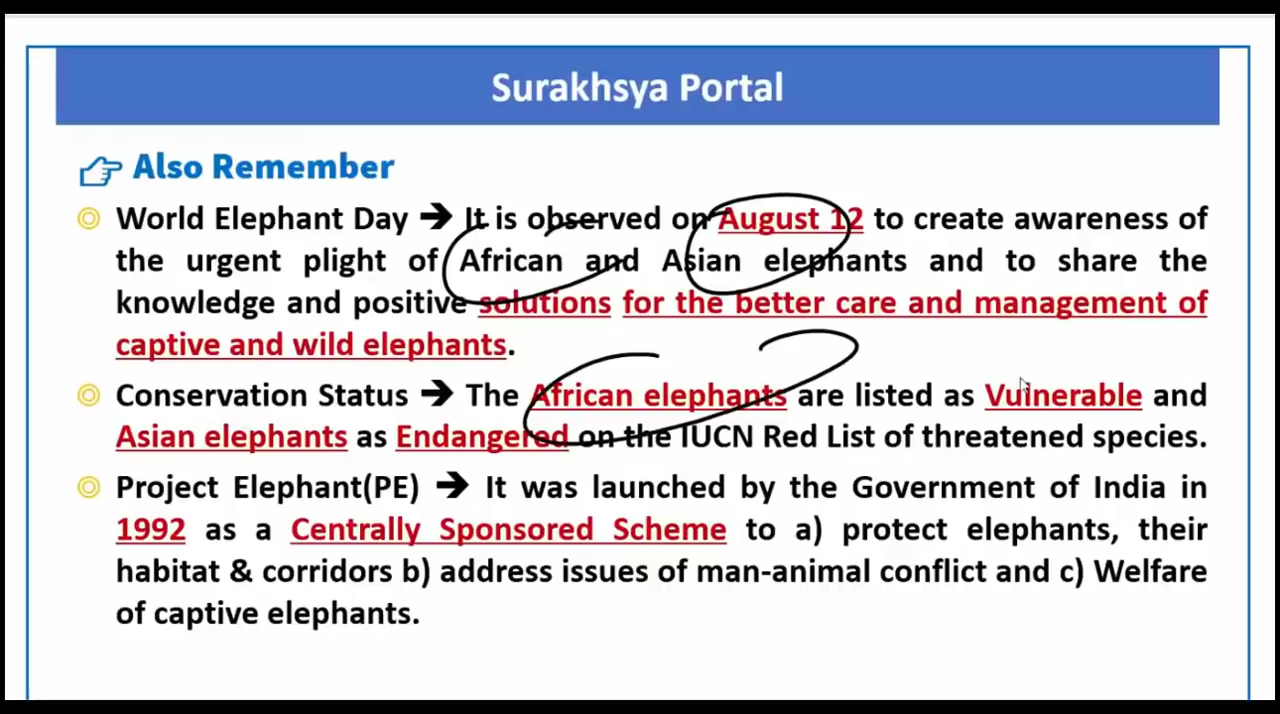 Surakhsya Portal
Also Remember
World Elephant Day → It is observed on August 12 to create awareness of
the urgent plight of African and Asian elephants and to share the
knowledge and positive solutions for the better care and management of
captive and wild elephants.
Conservation Status → The African elephants are listed as Vulnerable and
Asian elephants as Endangered on the IUCN Red List of threatened species.
Project Elephant(PE) → It was launched by the Government of India in
1992 as a Centrally Sponsored Scheme to a) protect elephants, their
habitat & corridors b) address issues of man-animal conflict and c) Welfare
of captive elephants.